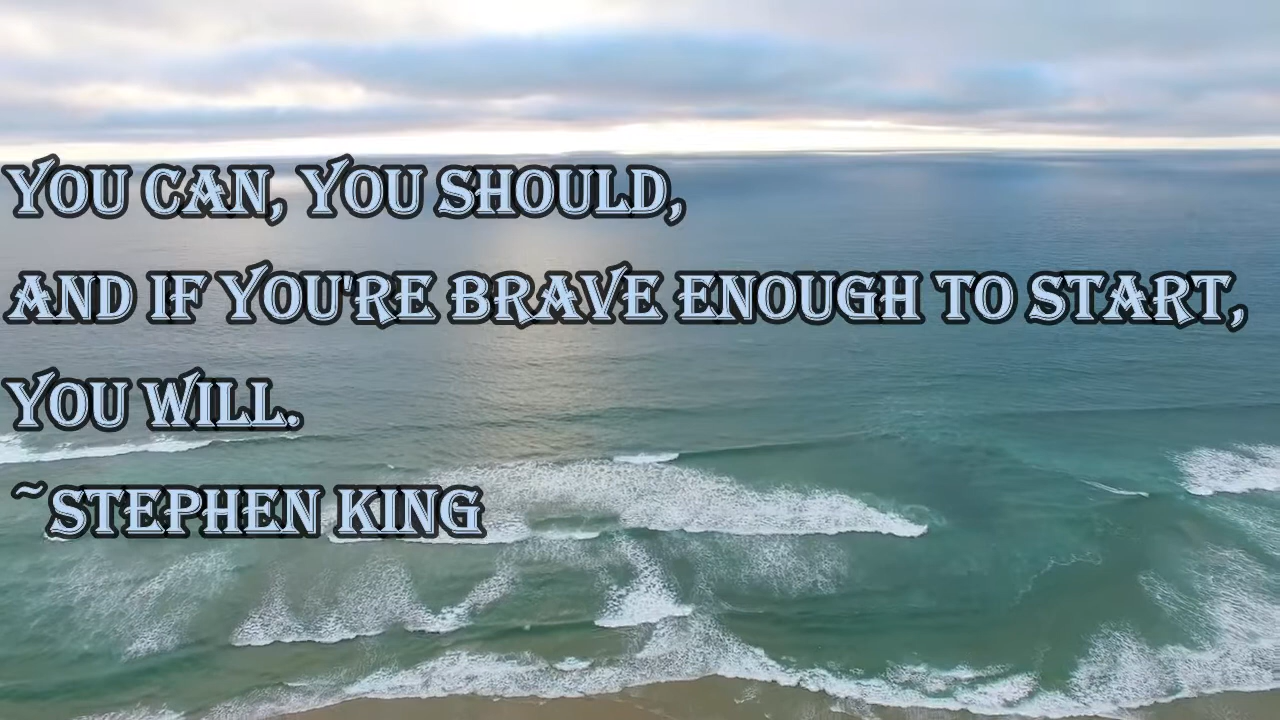 YOU CAN, YOU SHOULD,
AND IF YOU'RE BRAVE ENOUGH TO START,
YOU WILL.
~STEPHEN KING